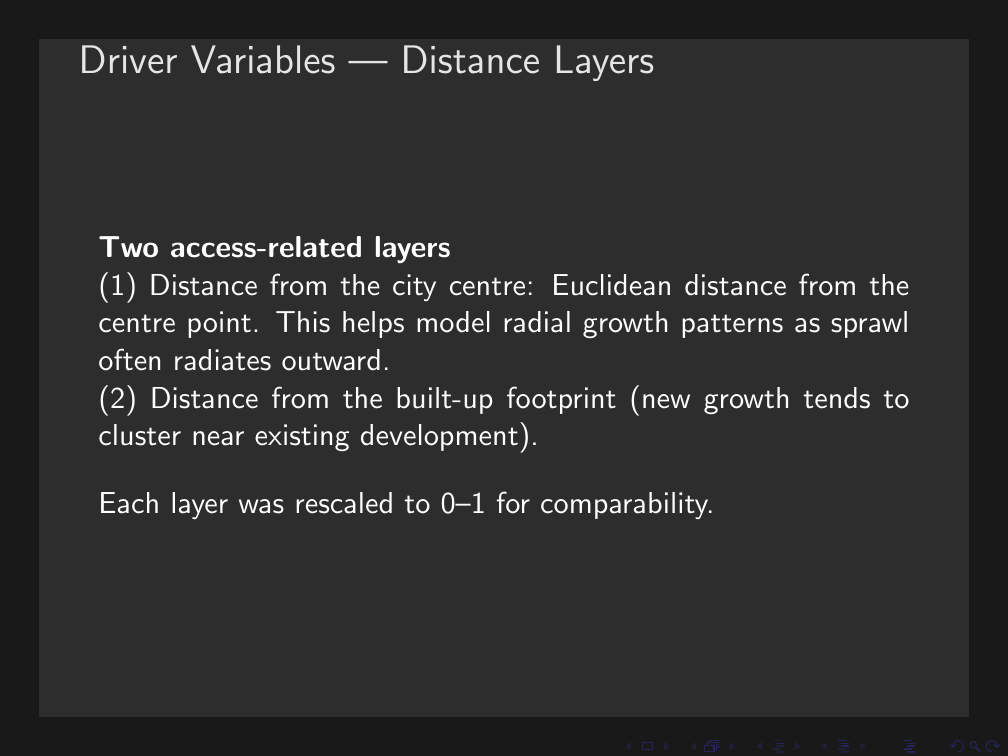 Driver Variables — Distance Layers
Two access-related layers
(1) Distance from the city centre: Euclidean distance from the
centre point. This helps model radial growth patterns as sprawl
often radiates outward.
(2) Distance from the built-up footprint (new growth tends to
cluster near existing development).
Each layer was rescaled to 0–1 for comparability.